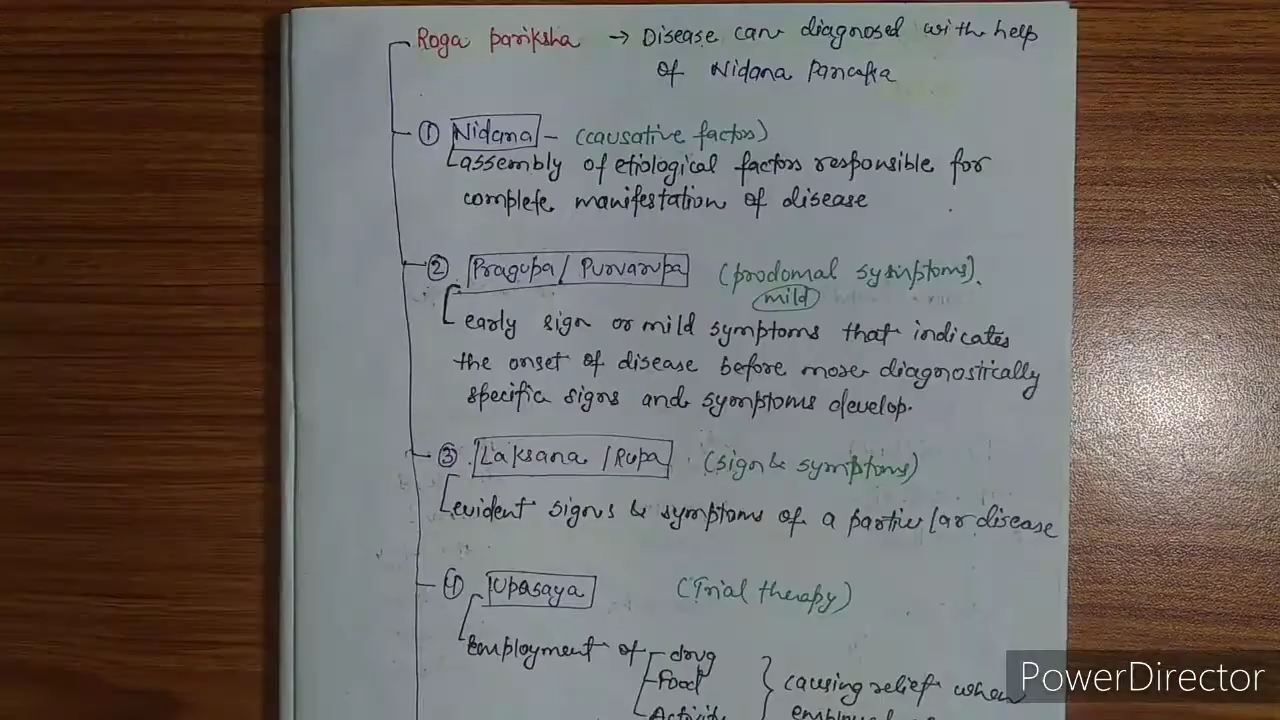 Roga pariksha → Disease can diagnosed with help
of Nidana Pancaka
① Nidana - (causative factors)
assembly of etiological factors responsible for
complete manifestation of disease
② Pragupa / Purvarupa (prodomal symptoms).
mild
early sign or mild symptoms that indicates
the onset of disease before more diagnostically
specific signs and symptoms develop.
③ Laksana / Rupa (sign & symptoms)
evident signs & symptoms of a particular disease
④ Upasaya (Trial therapy)
Employment of drug
Food
Activity
} causing relief when
PowerDirector